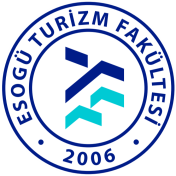 ESOGÜ TURİZM FAKÜLTESİ
• 2006 •